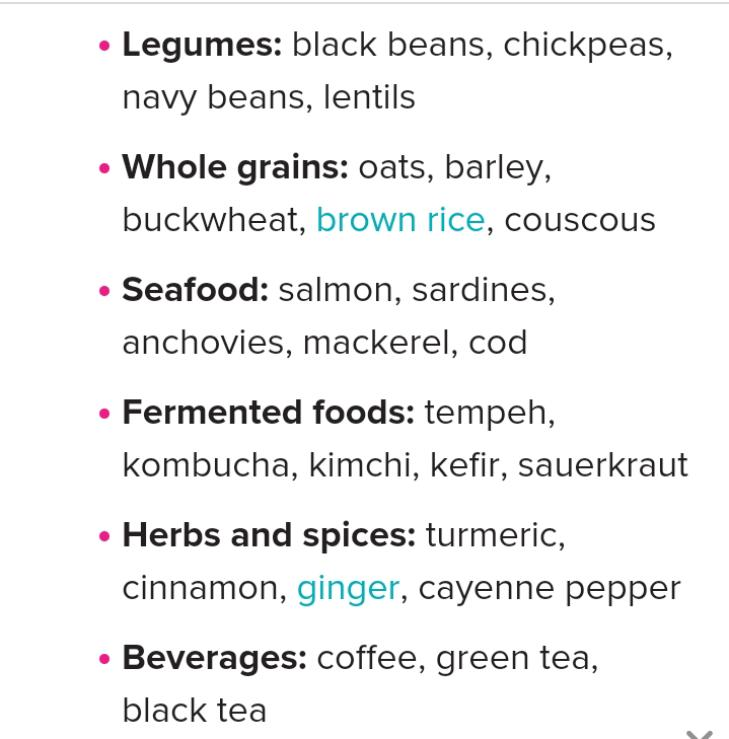 • Legumes: black beans, chickpeas,
navy beans, lentils
• Whole grains: oats, barley,
buckwheat, brown rice, couscous
• Seafood: salmon, sardines,
anchovies, mackerel, cod
• Fermented foods: tempeh,
kombucha, kimchi, kefir, sauerkraut
• Herbs and spices: turmeric,
cinnamon, ginger, cayenne pepper
• Beverages: coffee, green tea,
black tea